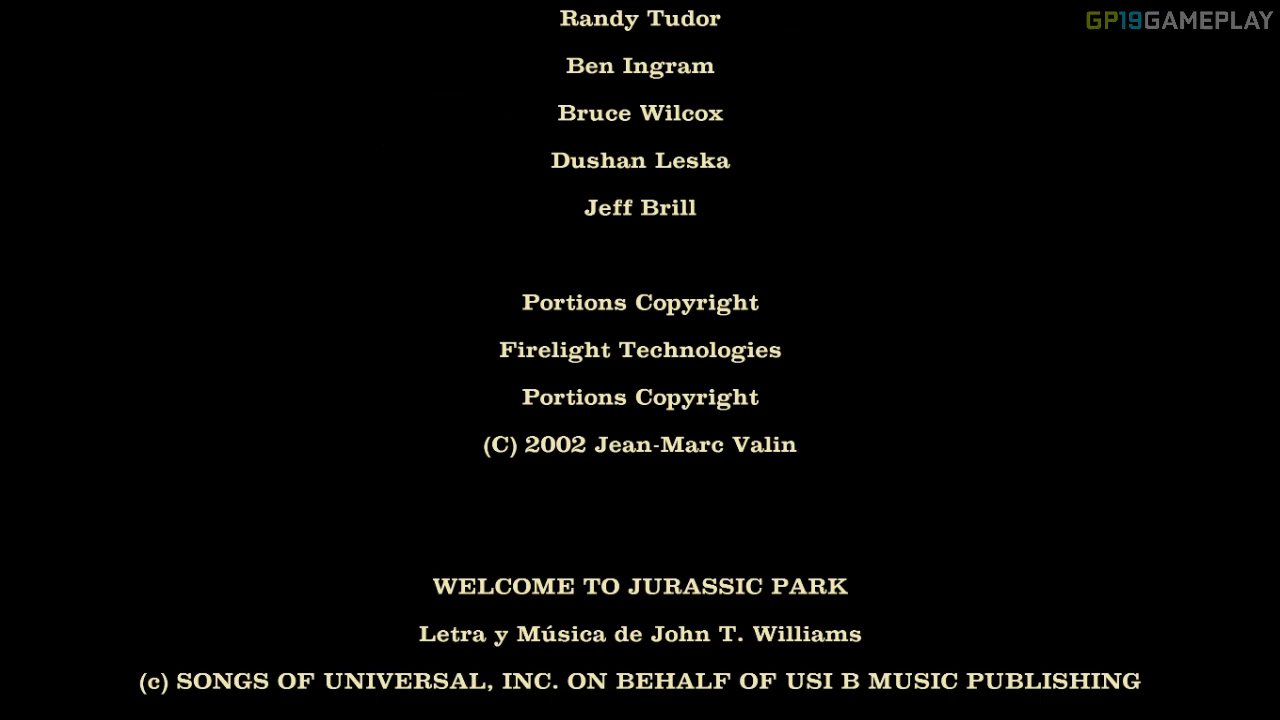 GP19GAMEPLAY
Randy Tudor
Ben Ingram
Bruce Wilcox
Dushan Leska
Jeff Brill
Portions Copyright
Firelight Technologies
Portions Copyright
(C) 2002 Jean-Marc Valin
WELCOME TO JURASSIC PARK
Letra y Música de John T. Williams
(c) SONGS OF UNIVERSAL, INC. ON BEHALF OF USI B MUSIC PUBLISHING